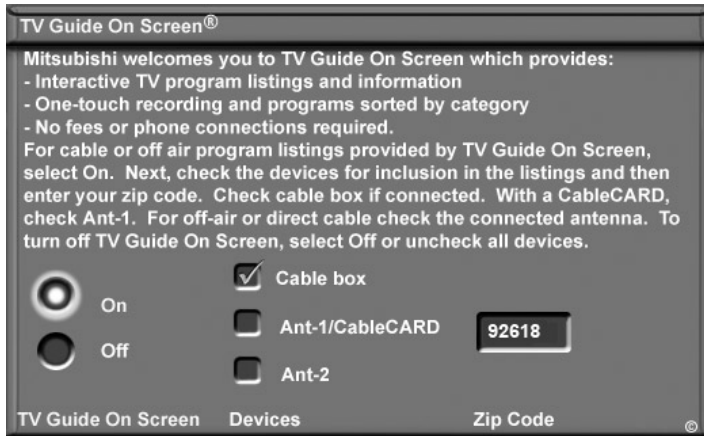 TV Guide On Screen®
Mitsubishi welcomes you to TV Guide On Screen which provides:
- Interactive TV program listings and information
- One-touch recording and programs sorted by category
- No fees or phone connections required.
For cable or off air program listings provided by TV Guide On Screen,
select On.  Next, check the devices for inclusion in the listings and then
enter your zip code.  Check cable box if connected.  With a CableCARD,
check Ant-1.  For off-air or direct cable check the connected antenna.  To
turn off TV Guide On Screen, select Off or uncheck all devices.
Cable box
On
Ant-1/CableCARD
92618
Off
Ant-2
TV Guide On Screen Devices Zip Code ©